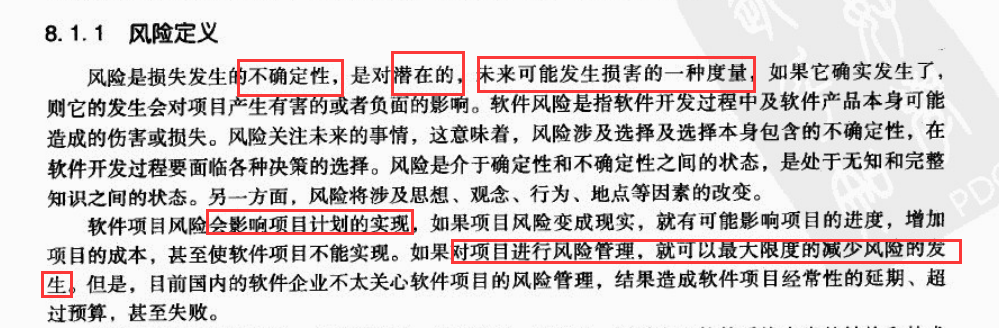 8.1.1 风险定义
风险是损失发生的不确定性，是对潜在的，未来可能发生损害的一种度量，如果它确实发生了，
则它的发生会对项目产生有害的或者负面的影响。软件风险是指软件开发过程中及软件产品本身可能
造成的伤害或损失。风险关注未来的事情，这意味着，风险涉及选择及选择本身包含的不确定性，在
软件开发过程要面临各种决策的选择。风险是介于确定性和不确定性之间的状态，是处于无知和完整
知识之间的状态。另一方面，风险将涉及思想、观念、行为、地点等因素的改变。
软件项目风险会影响项目计划的实现，如果项目风险变成现实，就有可能影响项目的进度，增加
项目的成本，甚至使软件项目不能实现。如果对项目进行风险管理，就可以最大限度的减少风险的发
生。但是，目前国内的软件企业不太关心软件项目的风险管理，结果造成软件项目经常性的延期、超
过预算，甚至失败。
PD